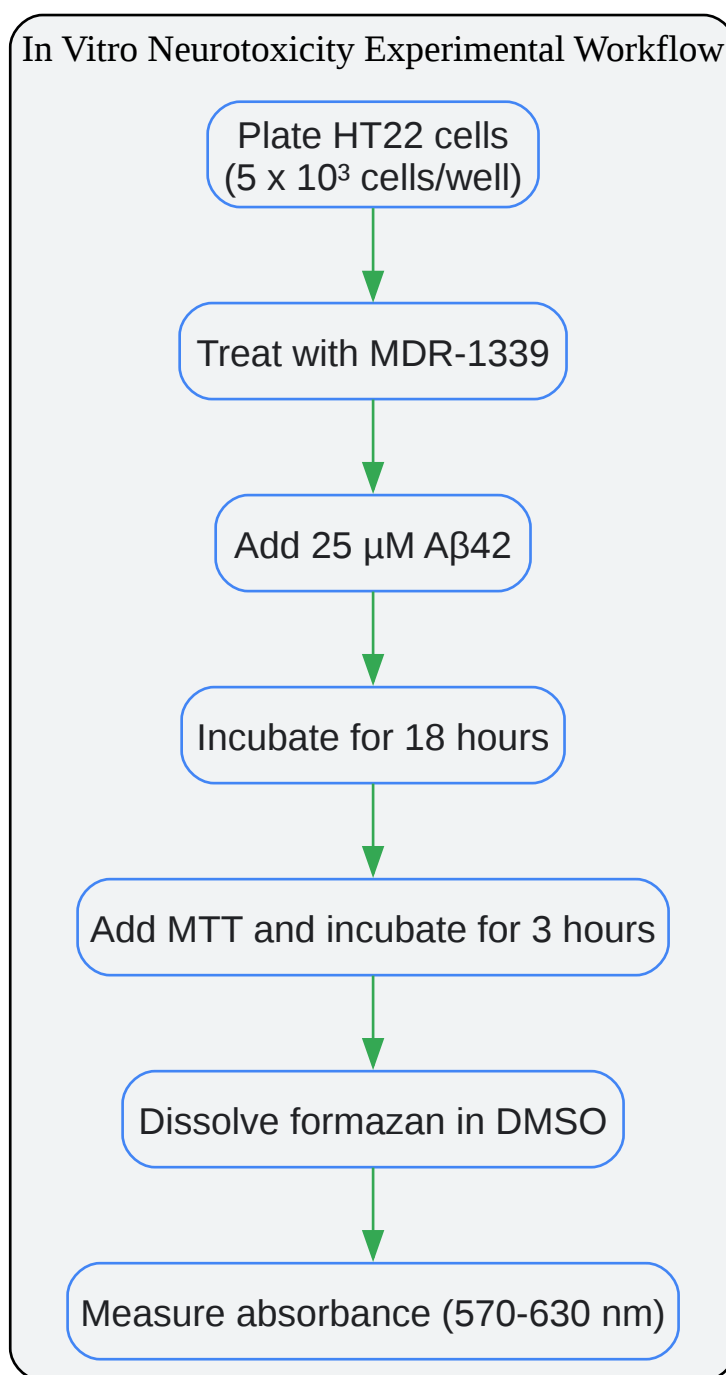 In Vitro Neurotoxicity Experimental Workflow
Plate HT22 cells
(5 x 10³ cells/well)
Treat with MDR-1339
Add 25 µM Aβ42
Incubate for 18 hours
Add MTT and incubate for 3 hours
Dissolve formazan in DMSO
Measure absorbance (570-630 nm)